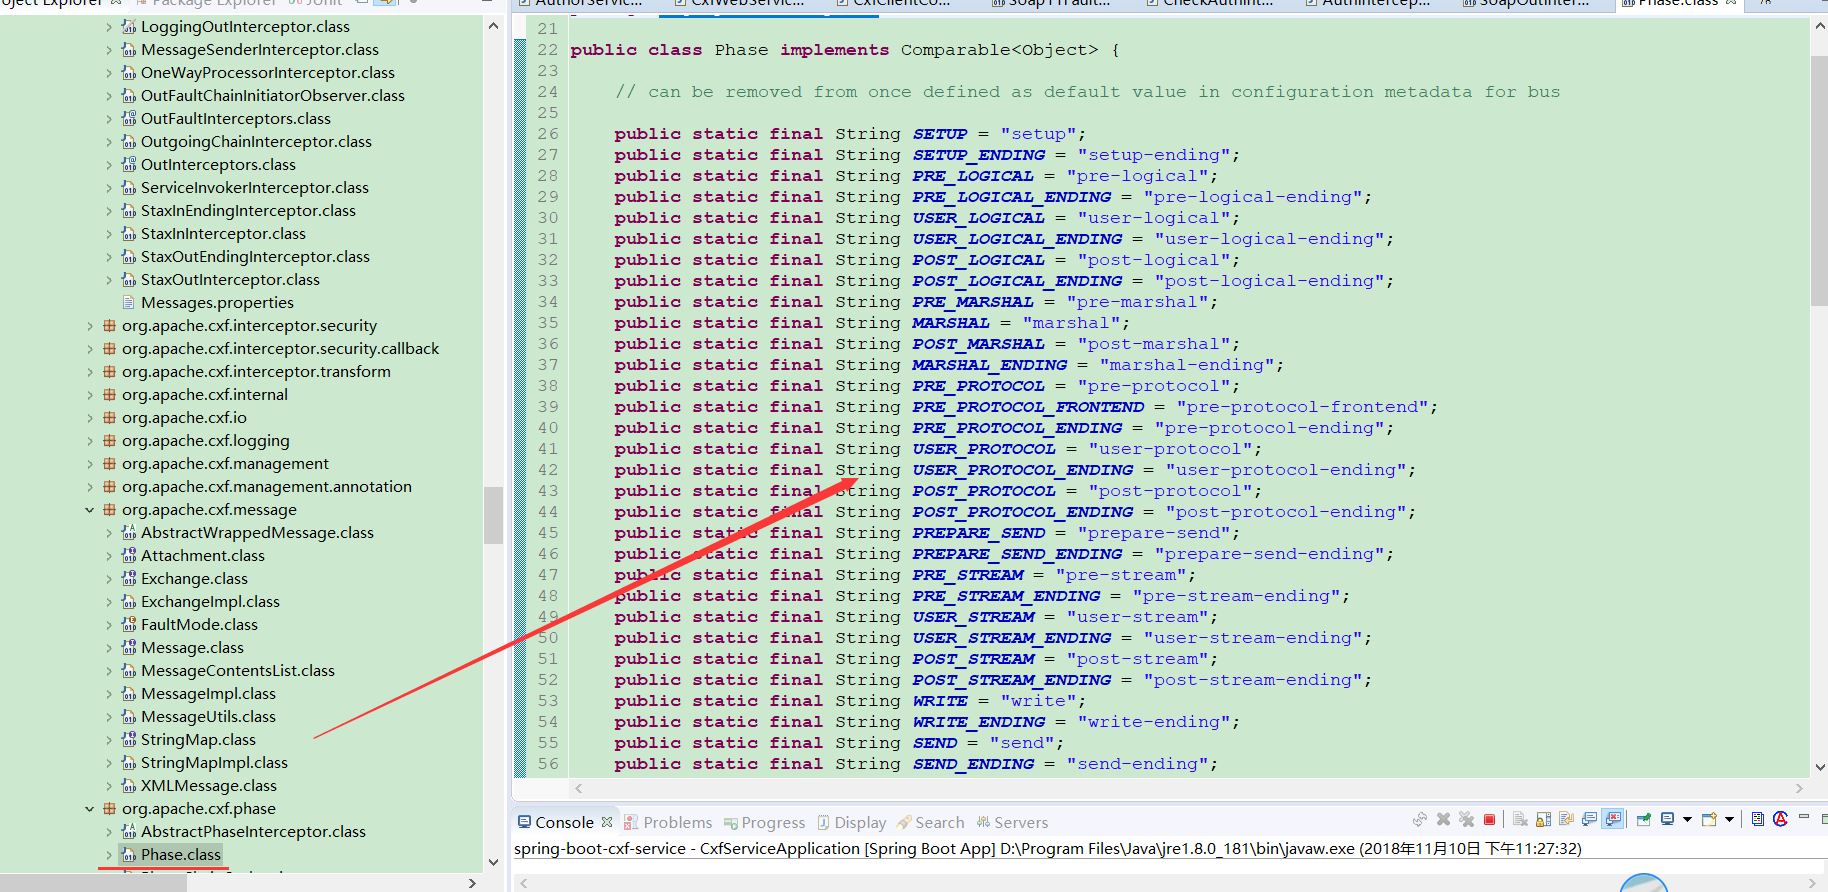 Package Explorer
JUnit
LoggingOutInterceptor.class
MessageSenderInterceptor.class
OneWayProcessorInterceptor.class
OutFaultChainInitiatorObserver.class
OutFaultInterceptors.class
OutgoingChainInterceptor.class
OutInterceptors.class
ServiceInvokerInterceptor.class
StaxInEndingInterceptor.class
StaxInInterceptor.class
StaxOutEndingInterceptor.class
StaxOutInterceptor.class
Messages.properties
org.apache.cxf.interceptor.security
org.apache.cxf.interceptor.security.callback
org.apache.cxf.interceptor.transform
org.apache.cxf.internal
org.apache.cxf.io
org.apache.cxf.logging
org.apache.cxf.management
org.apache.cxf.management.annotation
org.apache.cxf.message
AbstractWrappedMessage.class
Attachment.class
Exchange.class
ExchangeImpl.class
FaultMode.class
Message.class
MessageContentsList.class
MessageImpl.class
MessageUtils.class
StringMap.class
StringMapImpl.class
XMLMessage.class
org.apache.cxf.phase
AbstractPhaseInterceptor.class
Phase.class
AuthorServic...
CxfWebServic...
CxfClientCo...
Soap11Fault...
CheckAuthInt...
AuthIntercep...
SoapOutInter...
Phase.class
21
22 public class Phase implements Comparable<Object> {
23
24 // can be removed from once defined as default value in configuration metadata for bus
25
26 public static final String SETUP = "setup";
27 public static final String SETUP_ENDING = "setup-ending";
28 public static final String PRE_LOGICAL = "pre-logical";
29 public static final String PRE_LOGICAL_ENDING = "pre-logical-ending";
30 public static final String USER_LOGICAL = "user-logical";
31 public static final String USER_LOGICAL_ENDING = "user-logical-ending";
32 public static final String POST_LOGICAL = "post-logical";
33 public static final String POST_LOGICAL_ENDING = "post-logical-ending";
34 public static final String PRE_MARSHAL = "pre-marshal";
35 public static final String MARSHAL = "marshal";
36 public static final String POST_MARSHAL = "post-marshal";
37 public static final String MARSHAL_ENDING = "marshal-ending";
38 public static final String PRE_PROTOCOL = "pre-protocol";
39 public static final String PRE_PROTOCOL_FRONTEND = "pre-protocol-frontend";
40 public static final String PRE_PROTOCOL_ENDING = "pre-protocol-ending";
41 public static final String USER_PROTOCOL = "user-protocol";
42 public static final String USER_PROTOCOL_ENDING = "user-protocol-ending";
43 public static final String POST_PROTOCOL = "post-protocol";
44 public static final String POST_PROTOCOL_ENDING = "post-protocol-ending";
45 public static final String PREPARE_SEND = "prepare-send";
46 public static final String PREPARE_SEND_ENDING = "prepare-send-ending";
47 public static final String PRE_STREAM = "pre-stream";
48 public static final String PRE_STREAM_ENDING = "pre-stream-ending";
49 public static final String USER_STREAM = "user-stream";
50 public static final String USER_STREAM_ENDING = "user-stream-ending";
51 public static final String POST_STREAM = "post-stream";
52 public static final String POST_STREAM_ENDING = "post-stream-ending";
53 public static final String WRITE = "write";
54 public static final String WRITE_ENDING = "write-ending";
55 public static final String SEND = "send";
56 public static final String SEND_ENDING = "send-ending";
Console Problems Progress Display Search Servers
spring-boot-cxf-service - CxfServiceApplication [Spring Boot App] D:\Program Files\Java\jre1.8.0_181\bin\javaw.exe (2018年11月10日 下午11:27:32)